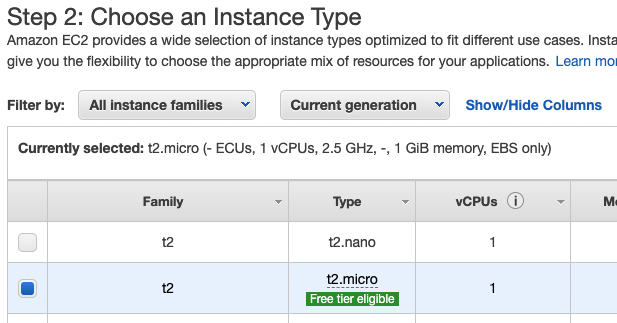 Step 2: Choose an Instance Type
Amazon EC2 provides a wide selection of instance types optimized to fit different use cases.
give you the flexibility to choose the appropriate mix of resources for your applications. Learn
Filter by: All instance families Current generation Show/Hide Columns
Currently selected: t2.micro (- ECUs, 1 vCPUs, 2.5 GHz, -, 1 GiB memory, EBS only)
Family Type vCPUs i
t2 t2.nano 1
t2 t2.micro 1
Free tier eligible